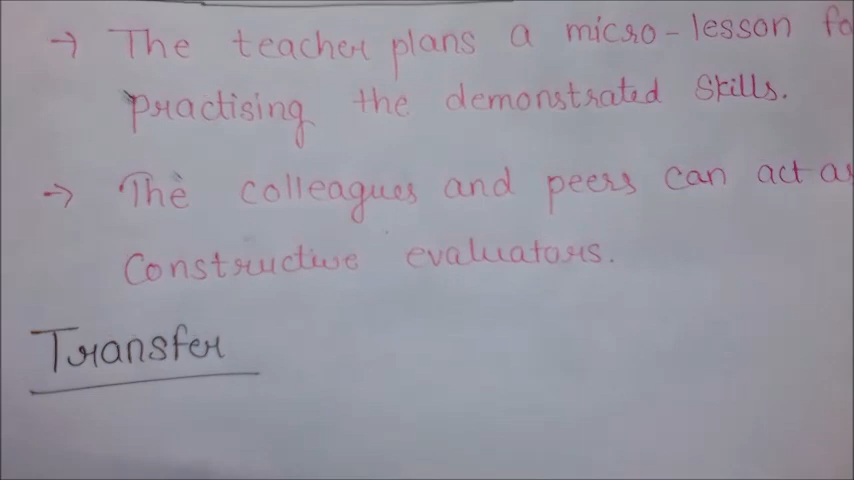 → The teacher plans a micro-lesson fo
practising the demonstrated skills.
→ The colleagues and peers can act as
Constructive evaluators.
Transfer